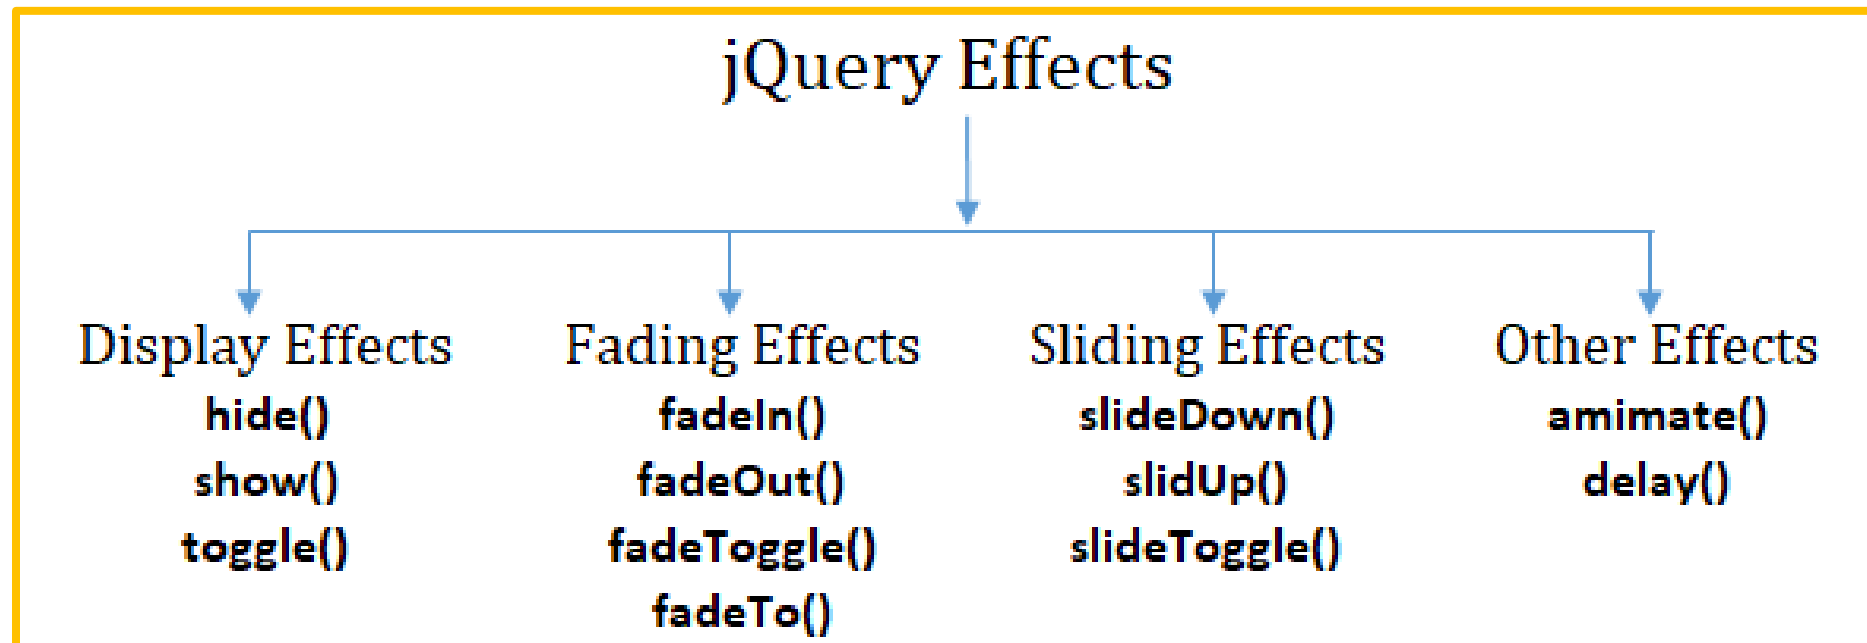 jQuery Effects
Display Effects
hide()
show()
toggle()
Fading Effects
fadeIn()
fadeOut()
fadeToggle()
fadeTo()
Sliding Effects
slideDown()
slidUp()
slideToggle()
Other Effects
amimate()
delay()